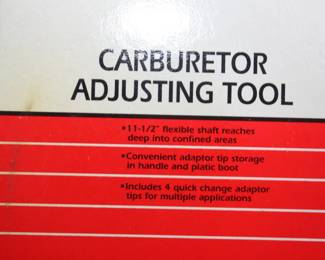 CARBURETOR
ADJUSTING TOOL
•11-1/2" flexible shaft reaches
deep into confined areas
•Convenient adaptor tip storage
in handle and platic boot
•Includes 4 quick change adaptor
tips for multiple applications